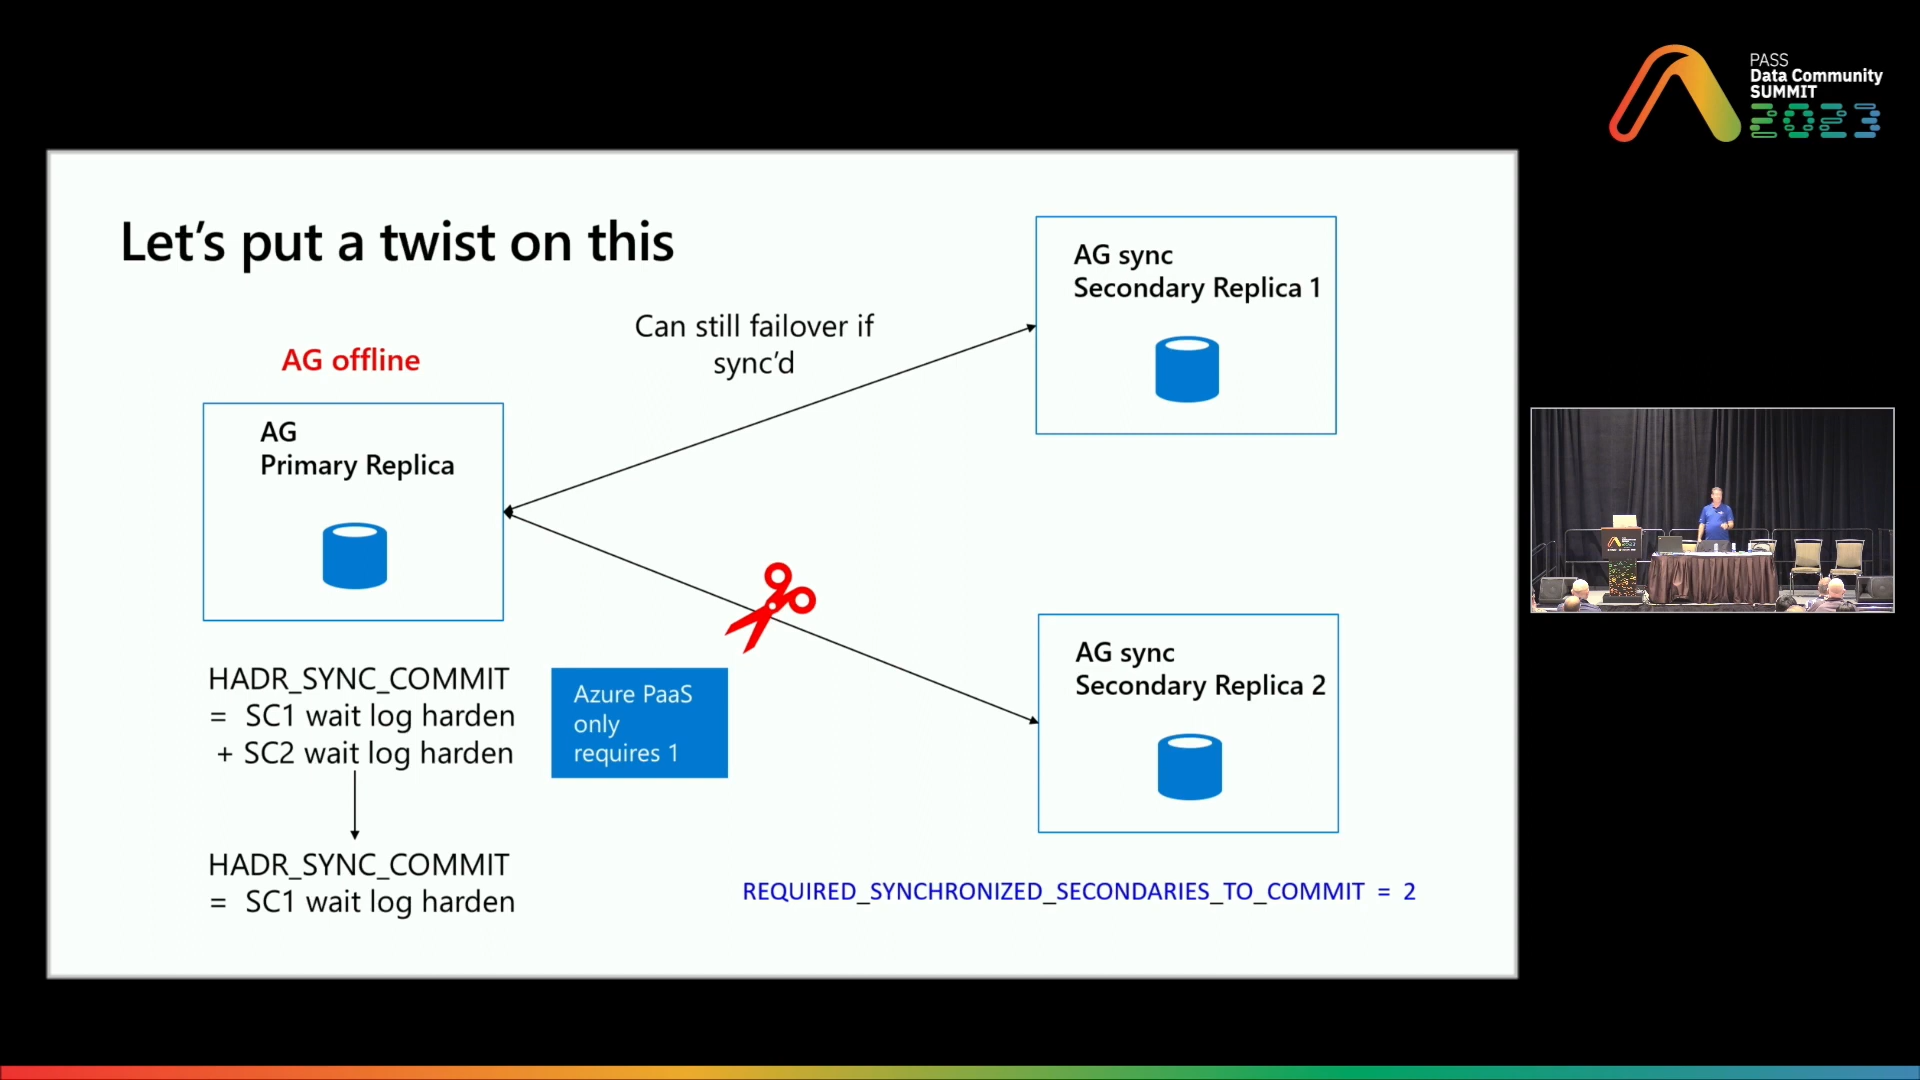 PASS
Data Community
SUMMIT
2023
Let's put a twist on this
AG sync
Secondary Replica 1
Can still failover if
sync'd
AG offline
AG
Primary Replica
AG sync
Secondary Replica 2
HADR_SYNC_COMMIT
= SC1 wait log harden
+ SC2 wait log harden
Azure PaaS
only
requires 1
HADR_SYNC_COMMIT
= SC1 wait log harden
REQUIRED_SYNCHRONIZED_SECONDARIES_TO_COMMIT = 2